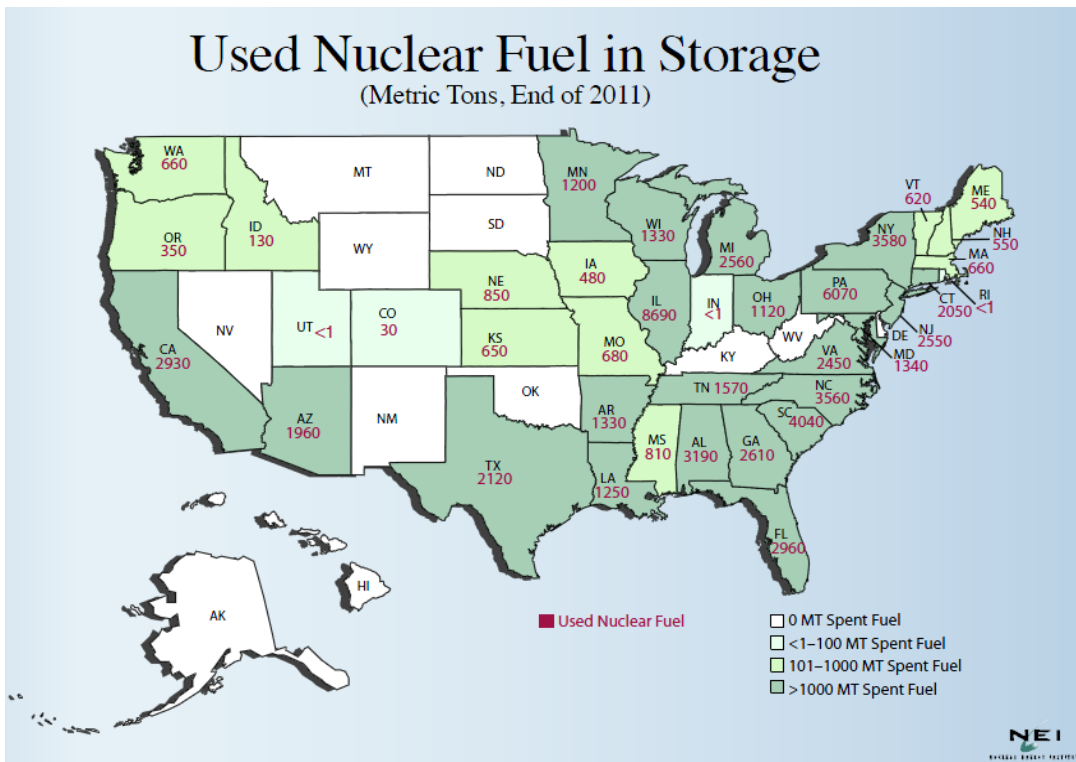 Used Nuclear Fuel in Storage
(Metric Tons, End of 2011)
WA
660
MT
ND
MN
1200
VT
620
ME
540
OR
350
ID
130
SD
WI
1330
MI
2560
NY
3580
NH
550
MA
660
WY
NE
850
IA
480
PA
6070
RI
<1
CT
2050
NV
UT <1
CO
30
IL
8690
IN
<1
OH
1120
NJ
2550
DE
MD
1340
CA
2930
KS
650
MO
680
KY
WV
VA
2450
AZ
1960
NM
OK
AR
1330
TN 1570
NC
3560
SC
4040
MS
810
AL
3190
GA
2610
TX
2120
LA
1250
FL
2960
AK
HI
Used Nuclear Fuel
0 MT Spent Fuel
<1–100 MT Spent Fuel
101–1000 MT Spent Fuel
>1000 MT Spent Fuel
NEI
NUCLEAR ENERGY INSTITUTE